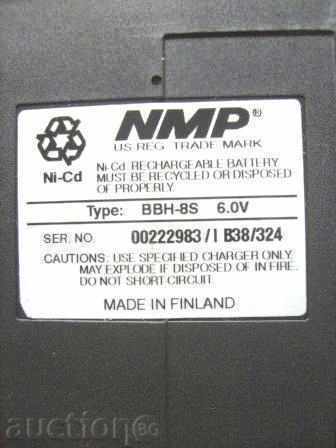 NMP®
US REG. TRADE MARK
Ni-Cd
Ni-Cd RECHARGEABLE BATTERY
MUST BE RECYCLED OR DISPOSED
OF PROPERLY.
Type: BBH-8S 6.0V
SER. NO. 00222983/1 B38/324
CAUTIONS: USE SPECIFIED CHARGER ONLY
MAY EXPLODE IF DISPOSED OF IN FIRE.
DO NOT SHORT CIRCUIT.
MADE IN FINLAND
auctionBG